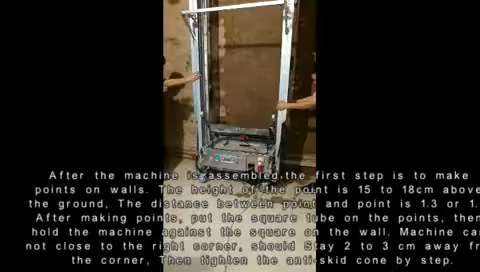 After the machine is assembled,the first step is to make
points on walls. The height of the point is 15 to 18cm above
the ground, The distance between point and point is 1.3 or 1.
After making points, put the square tube on the points, then
hold the machine against the square on the wall. Machine can
not close to the right corner, should Stay 2 to 3 cm away fr
the corner, Then tighten the anti-skid cone by step.